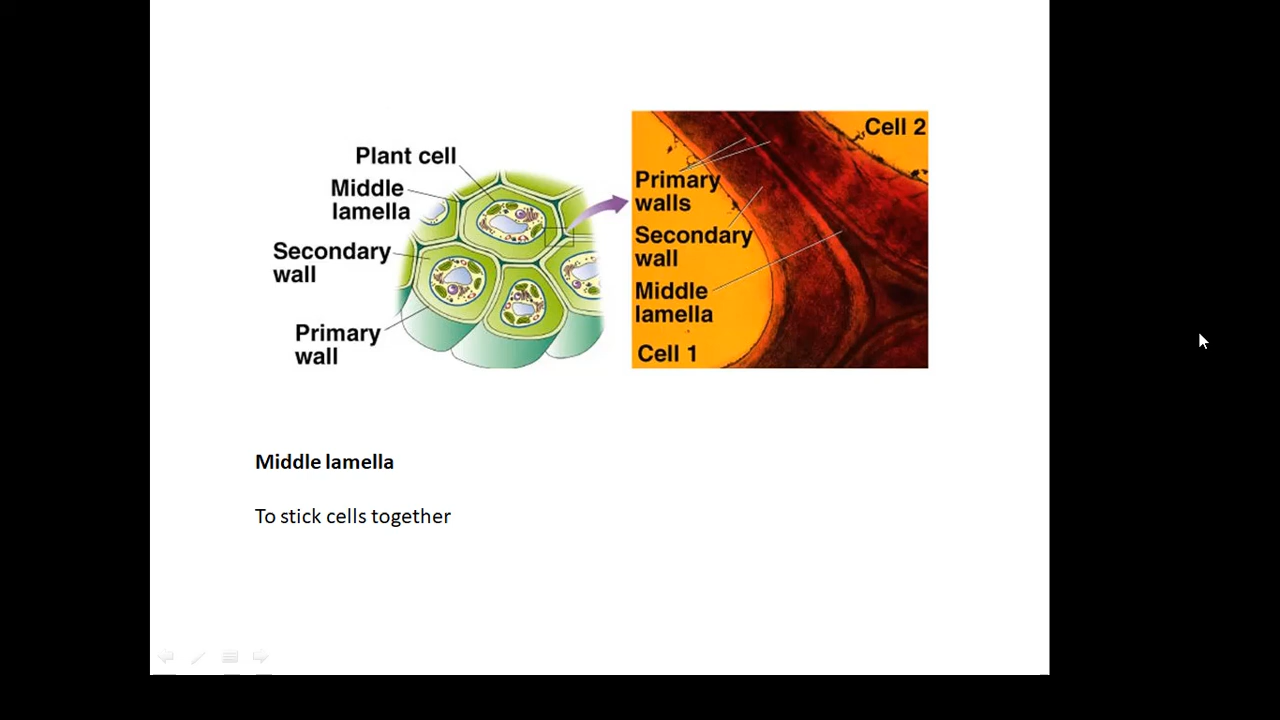 Plant cell
Middle
lamella
Secondary
wall
Primary
wall
Cell 2
Primary
walls
Secondary
wall
Middle
lamella
Cell 1
Middle lamella
To stick cells together